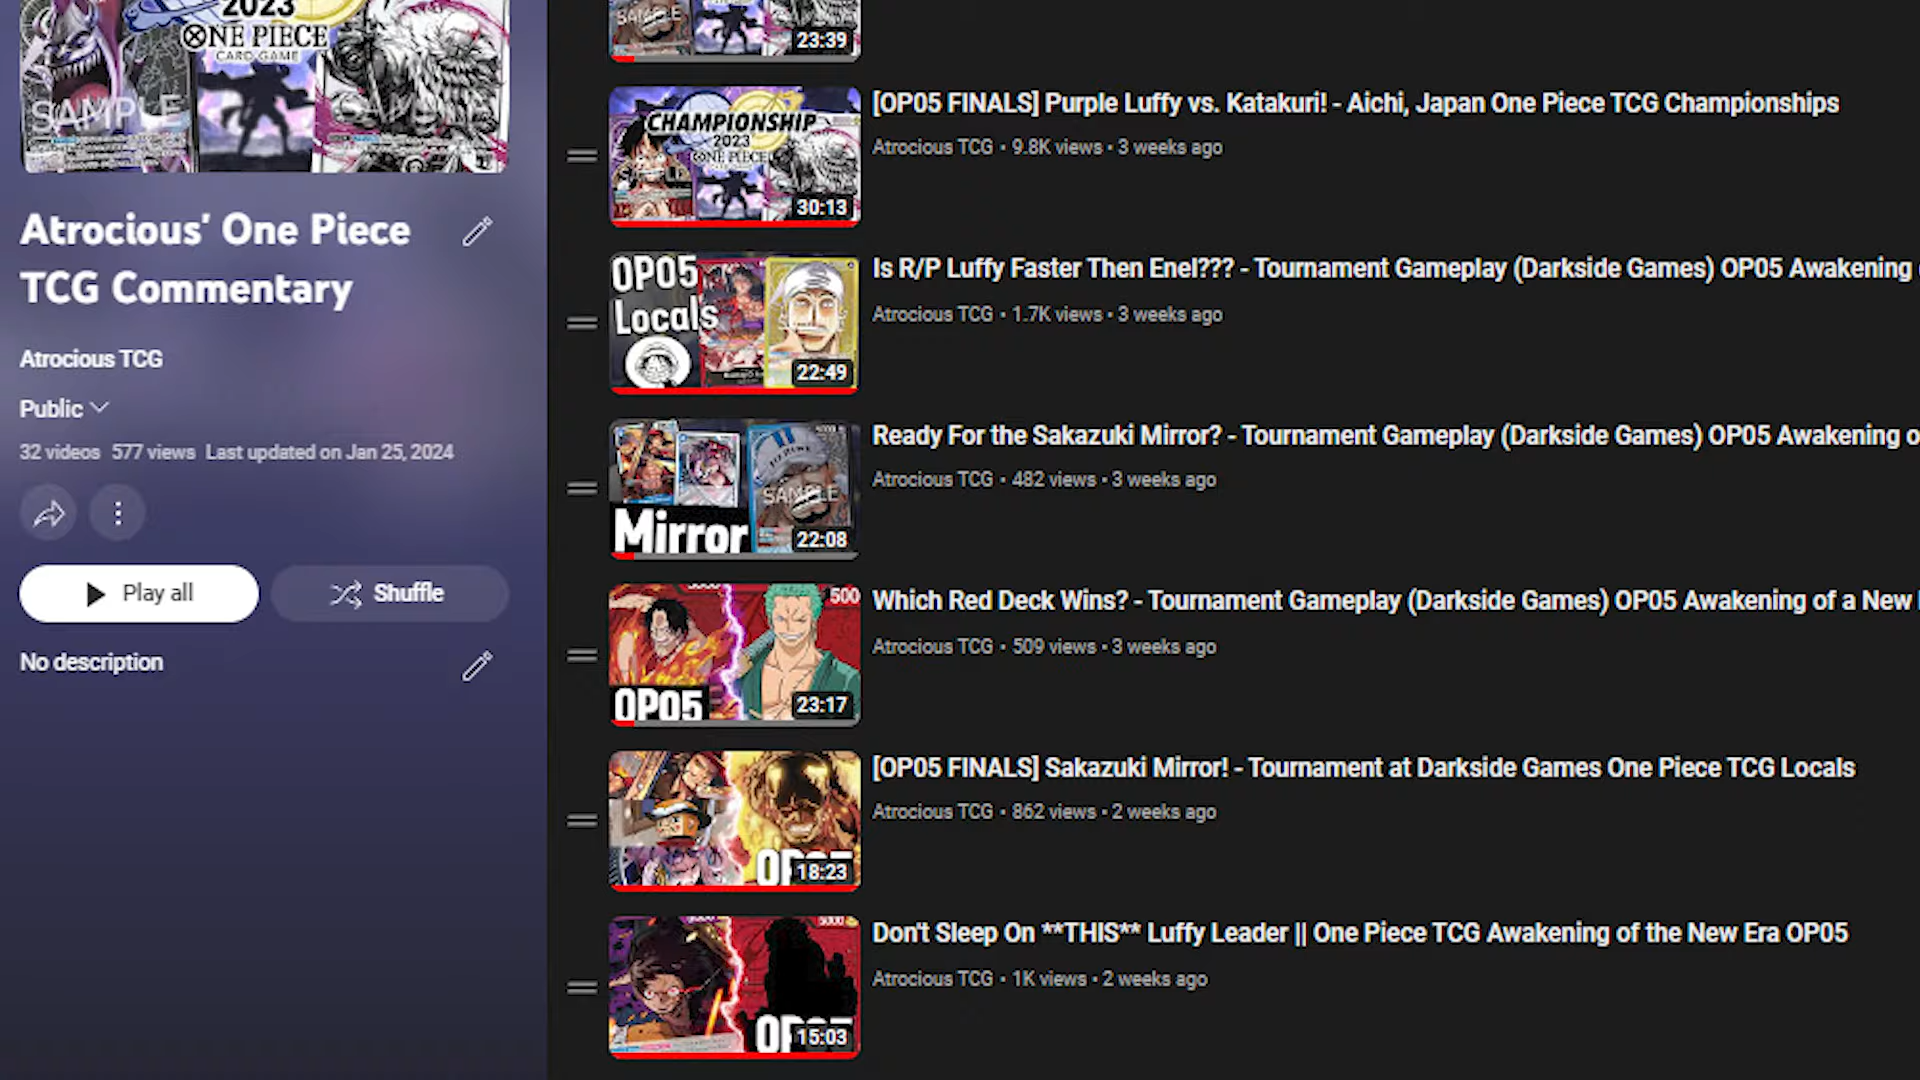 2023
ONE PIECE
CARD GAME
SAMPLE
SAMPLE
Atrocious' One Piece
TCG Commentary
Atrocious TCG
Public
32 videos 577 views Last updated on Jan 25, 2024
Play all
Shuffle
No description
SAMPLE
23:39
CHAMPIONSHIP
2023
ONE PIECE
30:13
[OP05 FINALS] Purple Luffy vs. Katakuri! - Aichi, Japan One Piece TCG Championships
Atrocious TCG • 9.8K views • 3 weeks ago
OP05
Locals
22:49
Is R/P Luffy Faster Then Enel??? - Tournament Gameplay (Darkside Games) OP05 Awakening
Atrocious TCG • 1.7K views • 3 weeks ago
SAMPLE
Mirror
22:08
Ready For the Sakazuki Mirror? - Tournament Gameplay (Darkside Games) OP05 Awakening o
Atrocious TCG • 482 views • 3 weeks ago
500
OP05
23:17
Which Red Deck Wins? - Tournament Gameplay (Darkside Games) OP05 Awakening of a New
Atrocious TCG • 509 views • 3 weeks ago
18:23
[OP05 FINALS] Sakazuki Mirror! - Tournament at Darkside Games One Piece TCG Locals
Atrocious TCG • 862 views • 2 weeks ago
5000
15:03
Don't Sleep On **THIS** Luffy Leader || One Piece TCG Awakening of the New Era OP05
Atrocious TCG • 1K views • 2 weeks ago